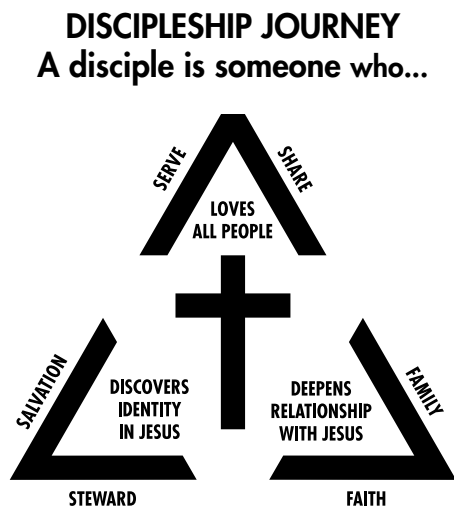 DISCIPLESHIP JOURNEY
A disciple is someone who...
SERVE
SHARE
LOVES
ALL PEOPLE
SALVATION
DISCOVERS
IDENTITY
IN JESUS
DEEPENS
RELATIONSHIP
WITH JESUS
FAMILY
STEWARD
FAITH